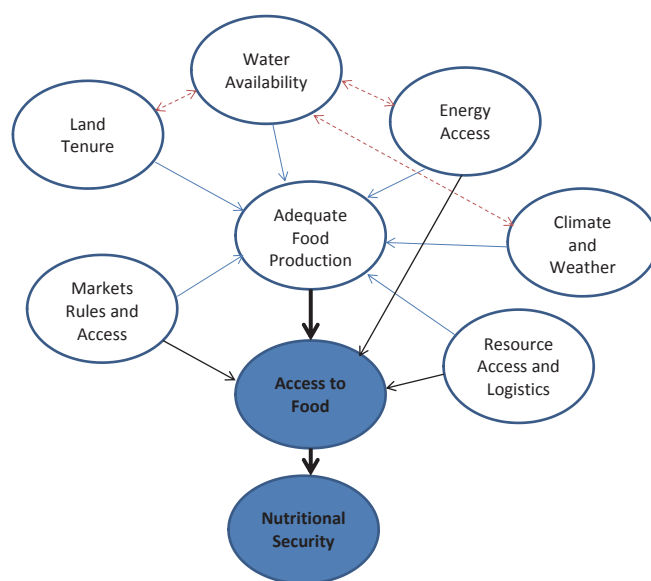 Water
Availability
Land
Tenure
Energy
Access
Adequate
Food
Production
Climate
and
Weather
Markets
Rules and
Access
Resource
Access and
Logistics
Access to
Food
Nutritional
Security